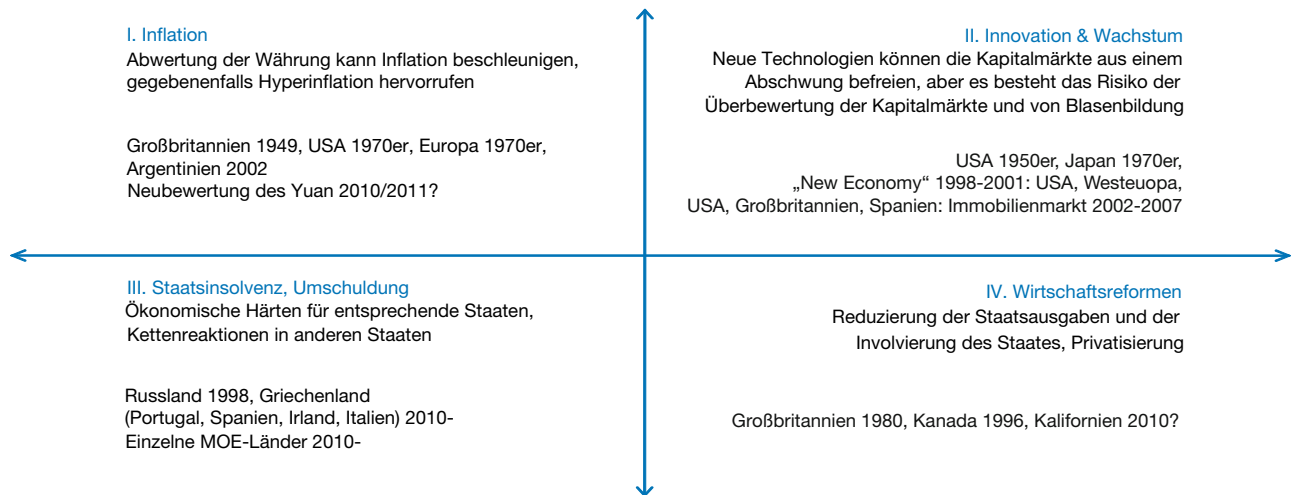 I. Inflation
Abwertung der Währung kann Inflation beschleunigen,
gegebenenfalls Hyperinflation hervorrufen
Großbritannien 1949, USA 1970er, Europa 1970er,
Argentinien 2002
Neubewertung des Yuan 2010/2011?
II. Innovation & Wachstum
Neue Technologien können die Kapitalmärkte aus einem
Abschwung befreien, aber es besteht das Risiko der
Überbewertung der Kapitalmärkte und von Blasenbildung
USA 1950er, Japan 1970er,
„New Economy“ 1998-2001: USA, Westeuopa,
USA, Großbritannien, Spanien: Immobilienmarkt 2002-2007
III. Staatsinsolvenz, Umschuldung
Ökonomische Härten für entsprechende Staaten,
Kettenreaktionen in anderen Staaten
Russland 1998, Griechenland
(Portugal, Spanien, Irland, Italien) 2010-
Einzelne MOE-Länder 2010-
IV. Wirtschaftsreformen
Reduzierung der Staatsausgaben und der
Involvierung des Staates, Privatisierung
Großbritannien 1980, Kanada 1996, Kalifornien 2010?